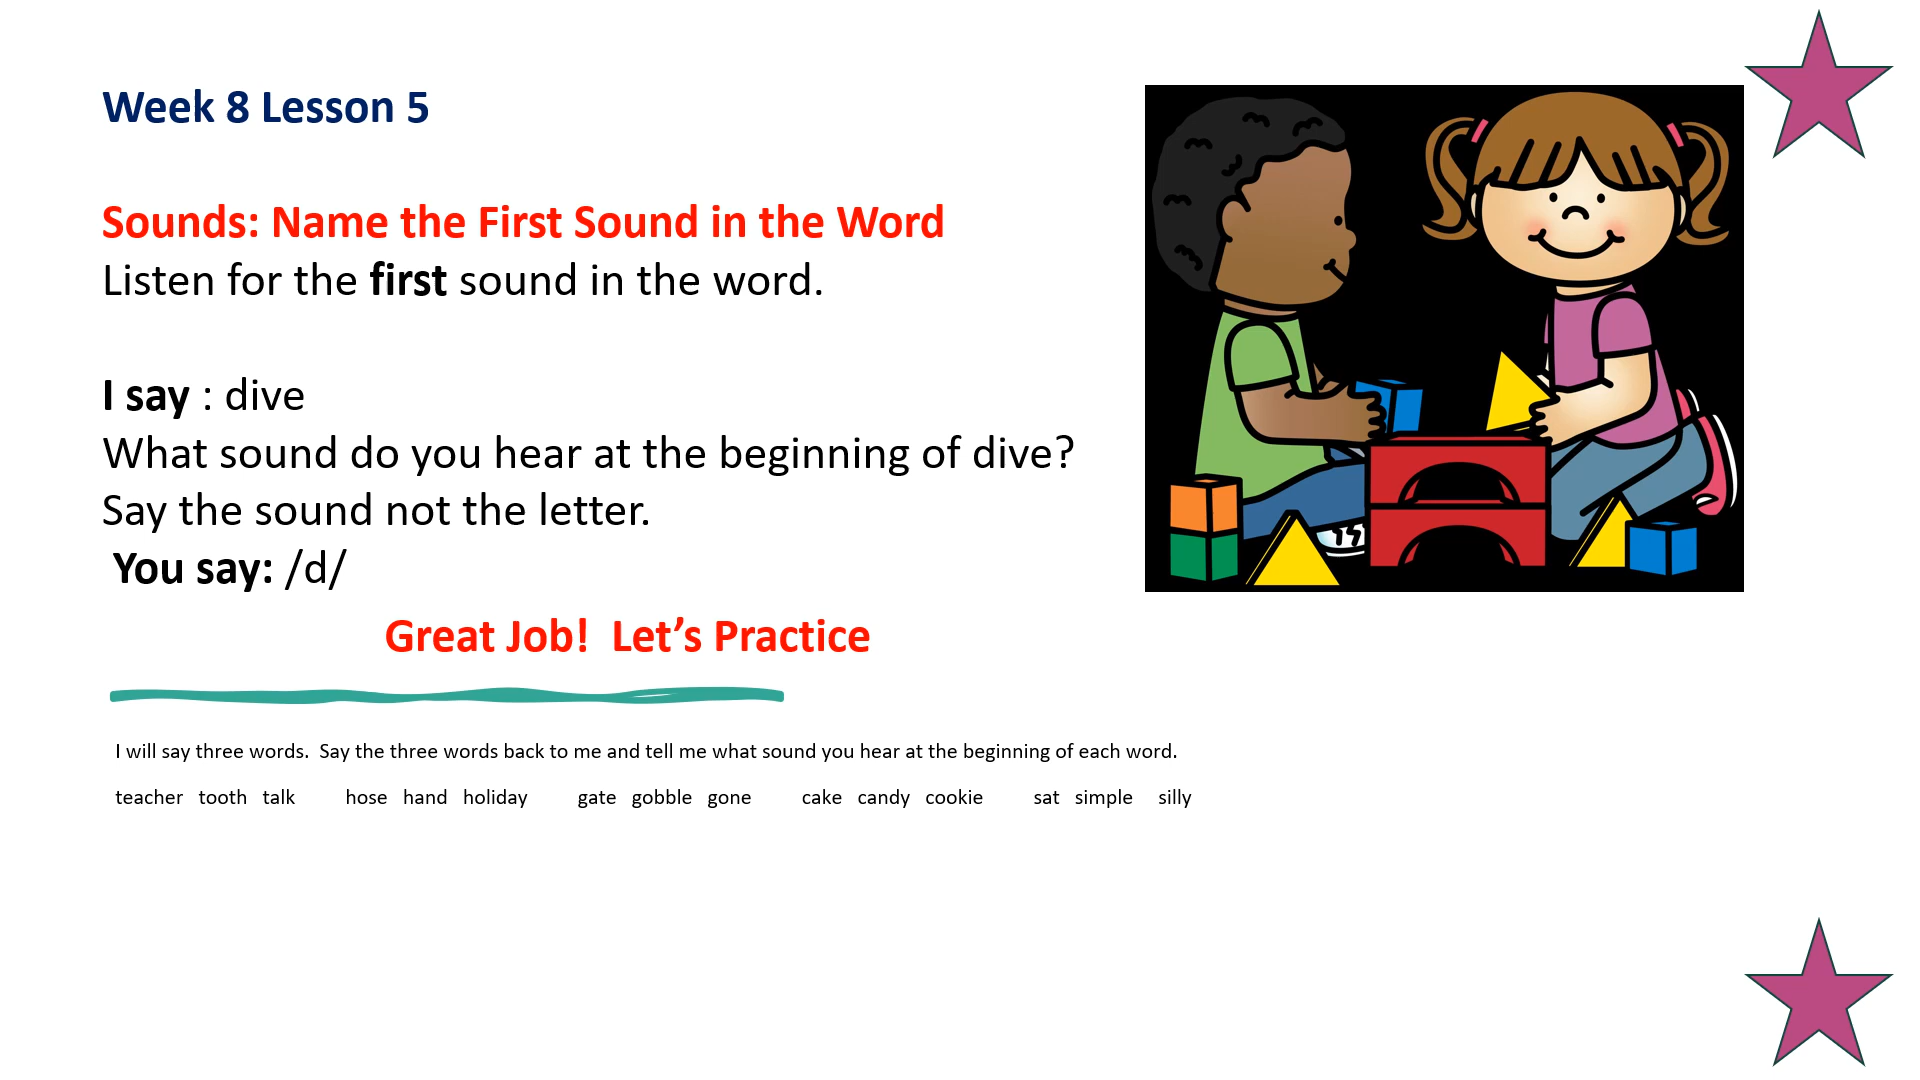 Week 8 Lesson 5
Sounds: Name the First Sound in the Word
Listen for the first sound in the word.
I say : dive
What sound do you hear at the beginning of dive?
Say the sound not the letter.
You say: /d/
Great Job!  Let’s Practice
I will say three words.  Say the three words back to me and tell me what sound you hear at the beginning of each word.
teacher   tooth   talk          hose   hand   holiday          gate   gobble   gone          cake   candy   cookie          sat   simple     silly